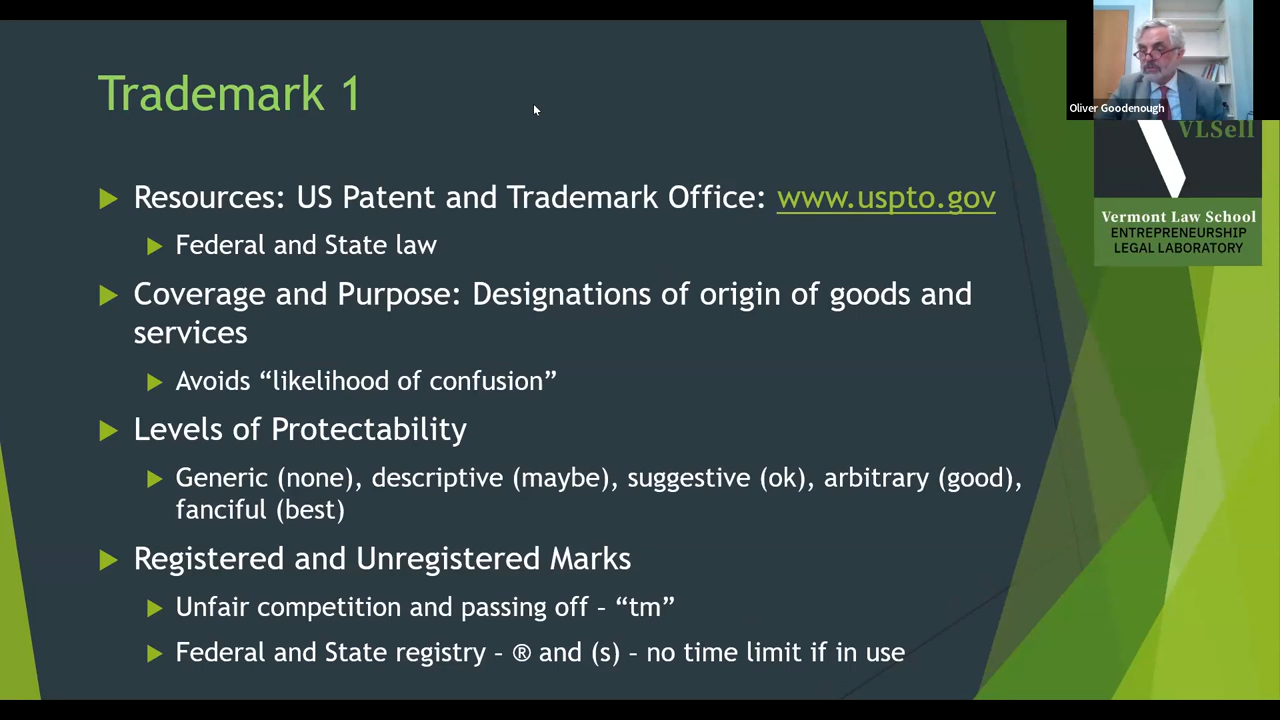 Trademark 1
Resources: US Patent and Trademark Office: www.uspto.gov
Federal and State law
Coverage and Purpose: Designations of origin of goods and
services
Avoids “likelihood of confusion”
Levels of Protectability
Generic (none), descriptive (maybe), suggestive (ok), arbitrary (good),
fanciful (best)
Registered and Unregistered Marks
Unfair competition and passing off – “tm”
Federal and State registry – ® and (s) – no time limit if in use
Oliver Goodenough
VLSell
Vermont Law School
ENTREPRENEURSHIP
LEGAL LABORATORY